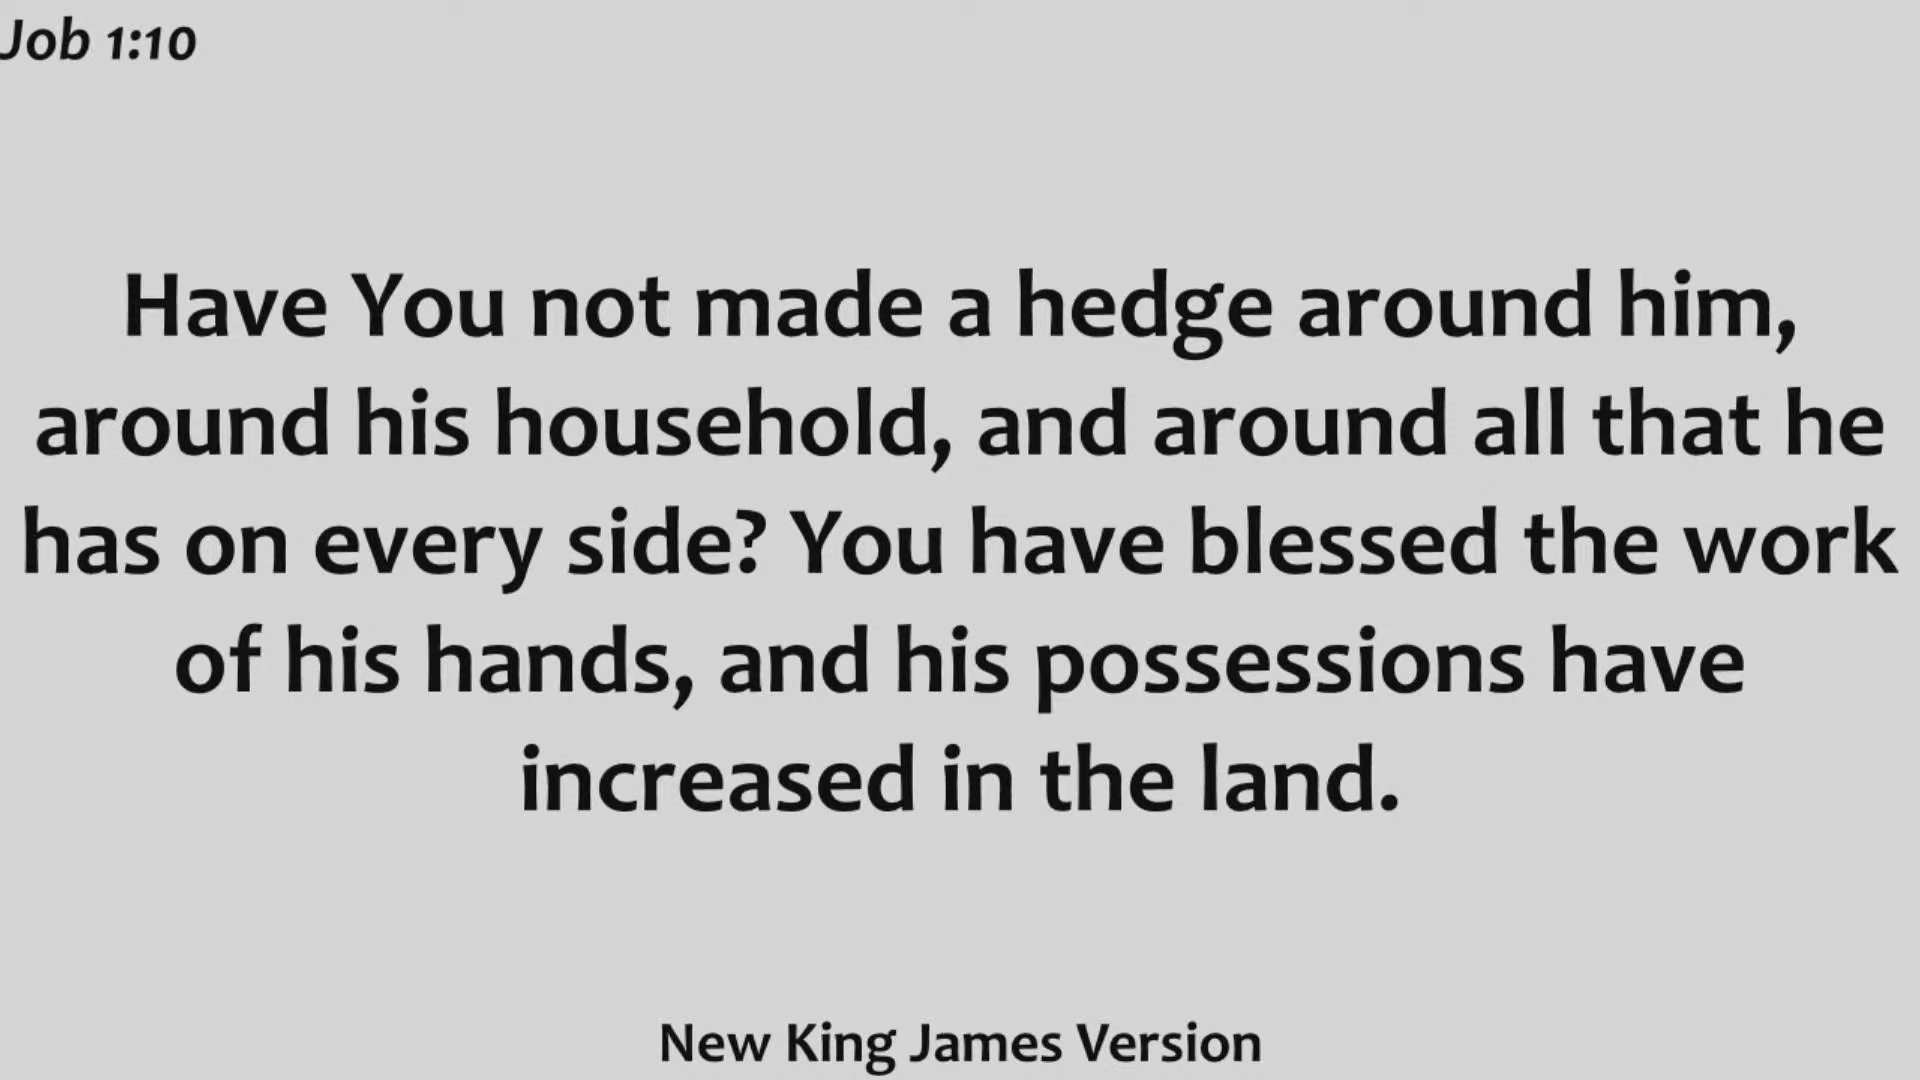 Job 1:10
Have You not made a hedge around him,
around his household, and around all that he
has on every side? You have blessed the work
of his hands, and his possessions have
increased in the land.
New King James Version